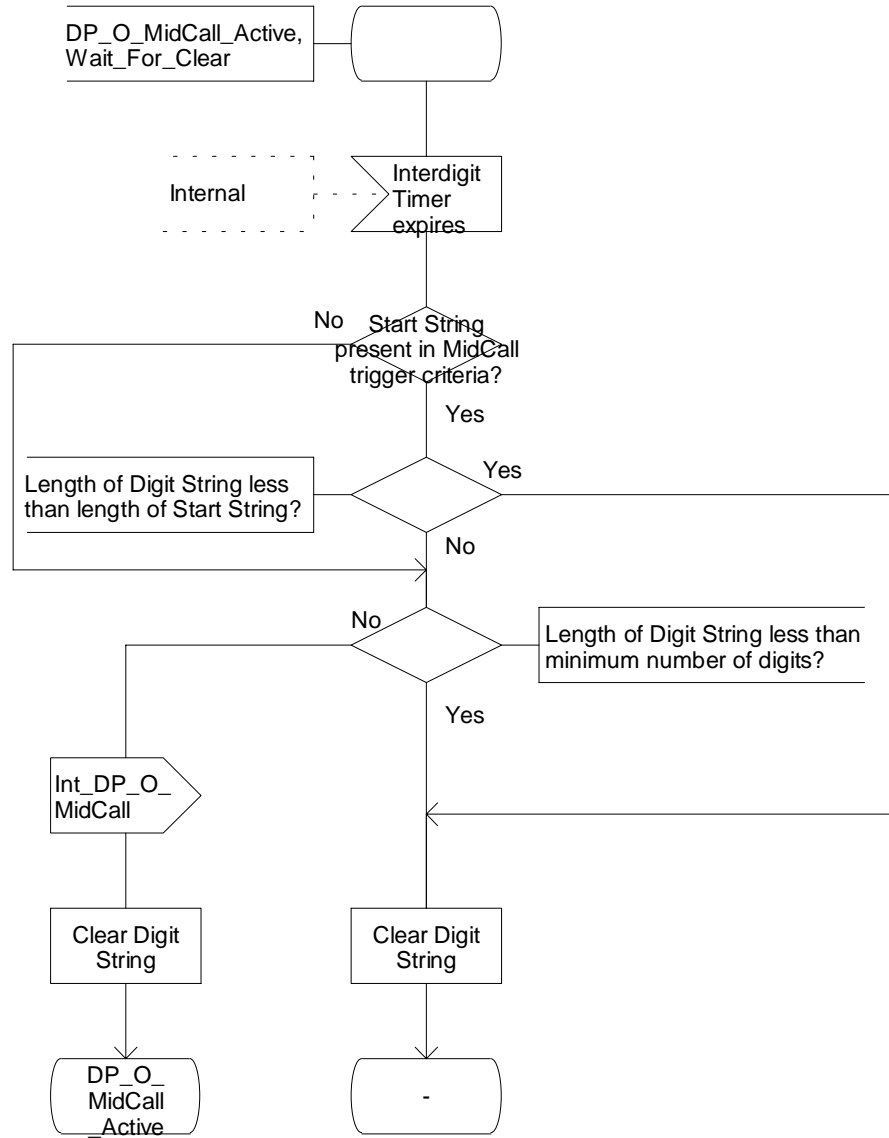 DP_O_MidCall_Active,
Wait_For_Clear
Internal
Interdigit
Timer
expires
No
Start String
present in MidCall
trigger criteria?
Yes
Length of Digit String less
than length of Start String?
Yes
No
No
Length of Digit String less than
minimum number of digits?
Yes
Int_DP_O_
MidCall
Clear Digit
String
Clear Digit
String
DP_O_
MidCall
_Active
-